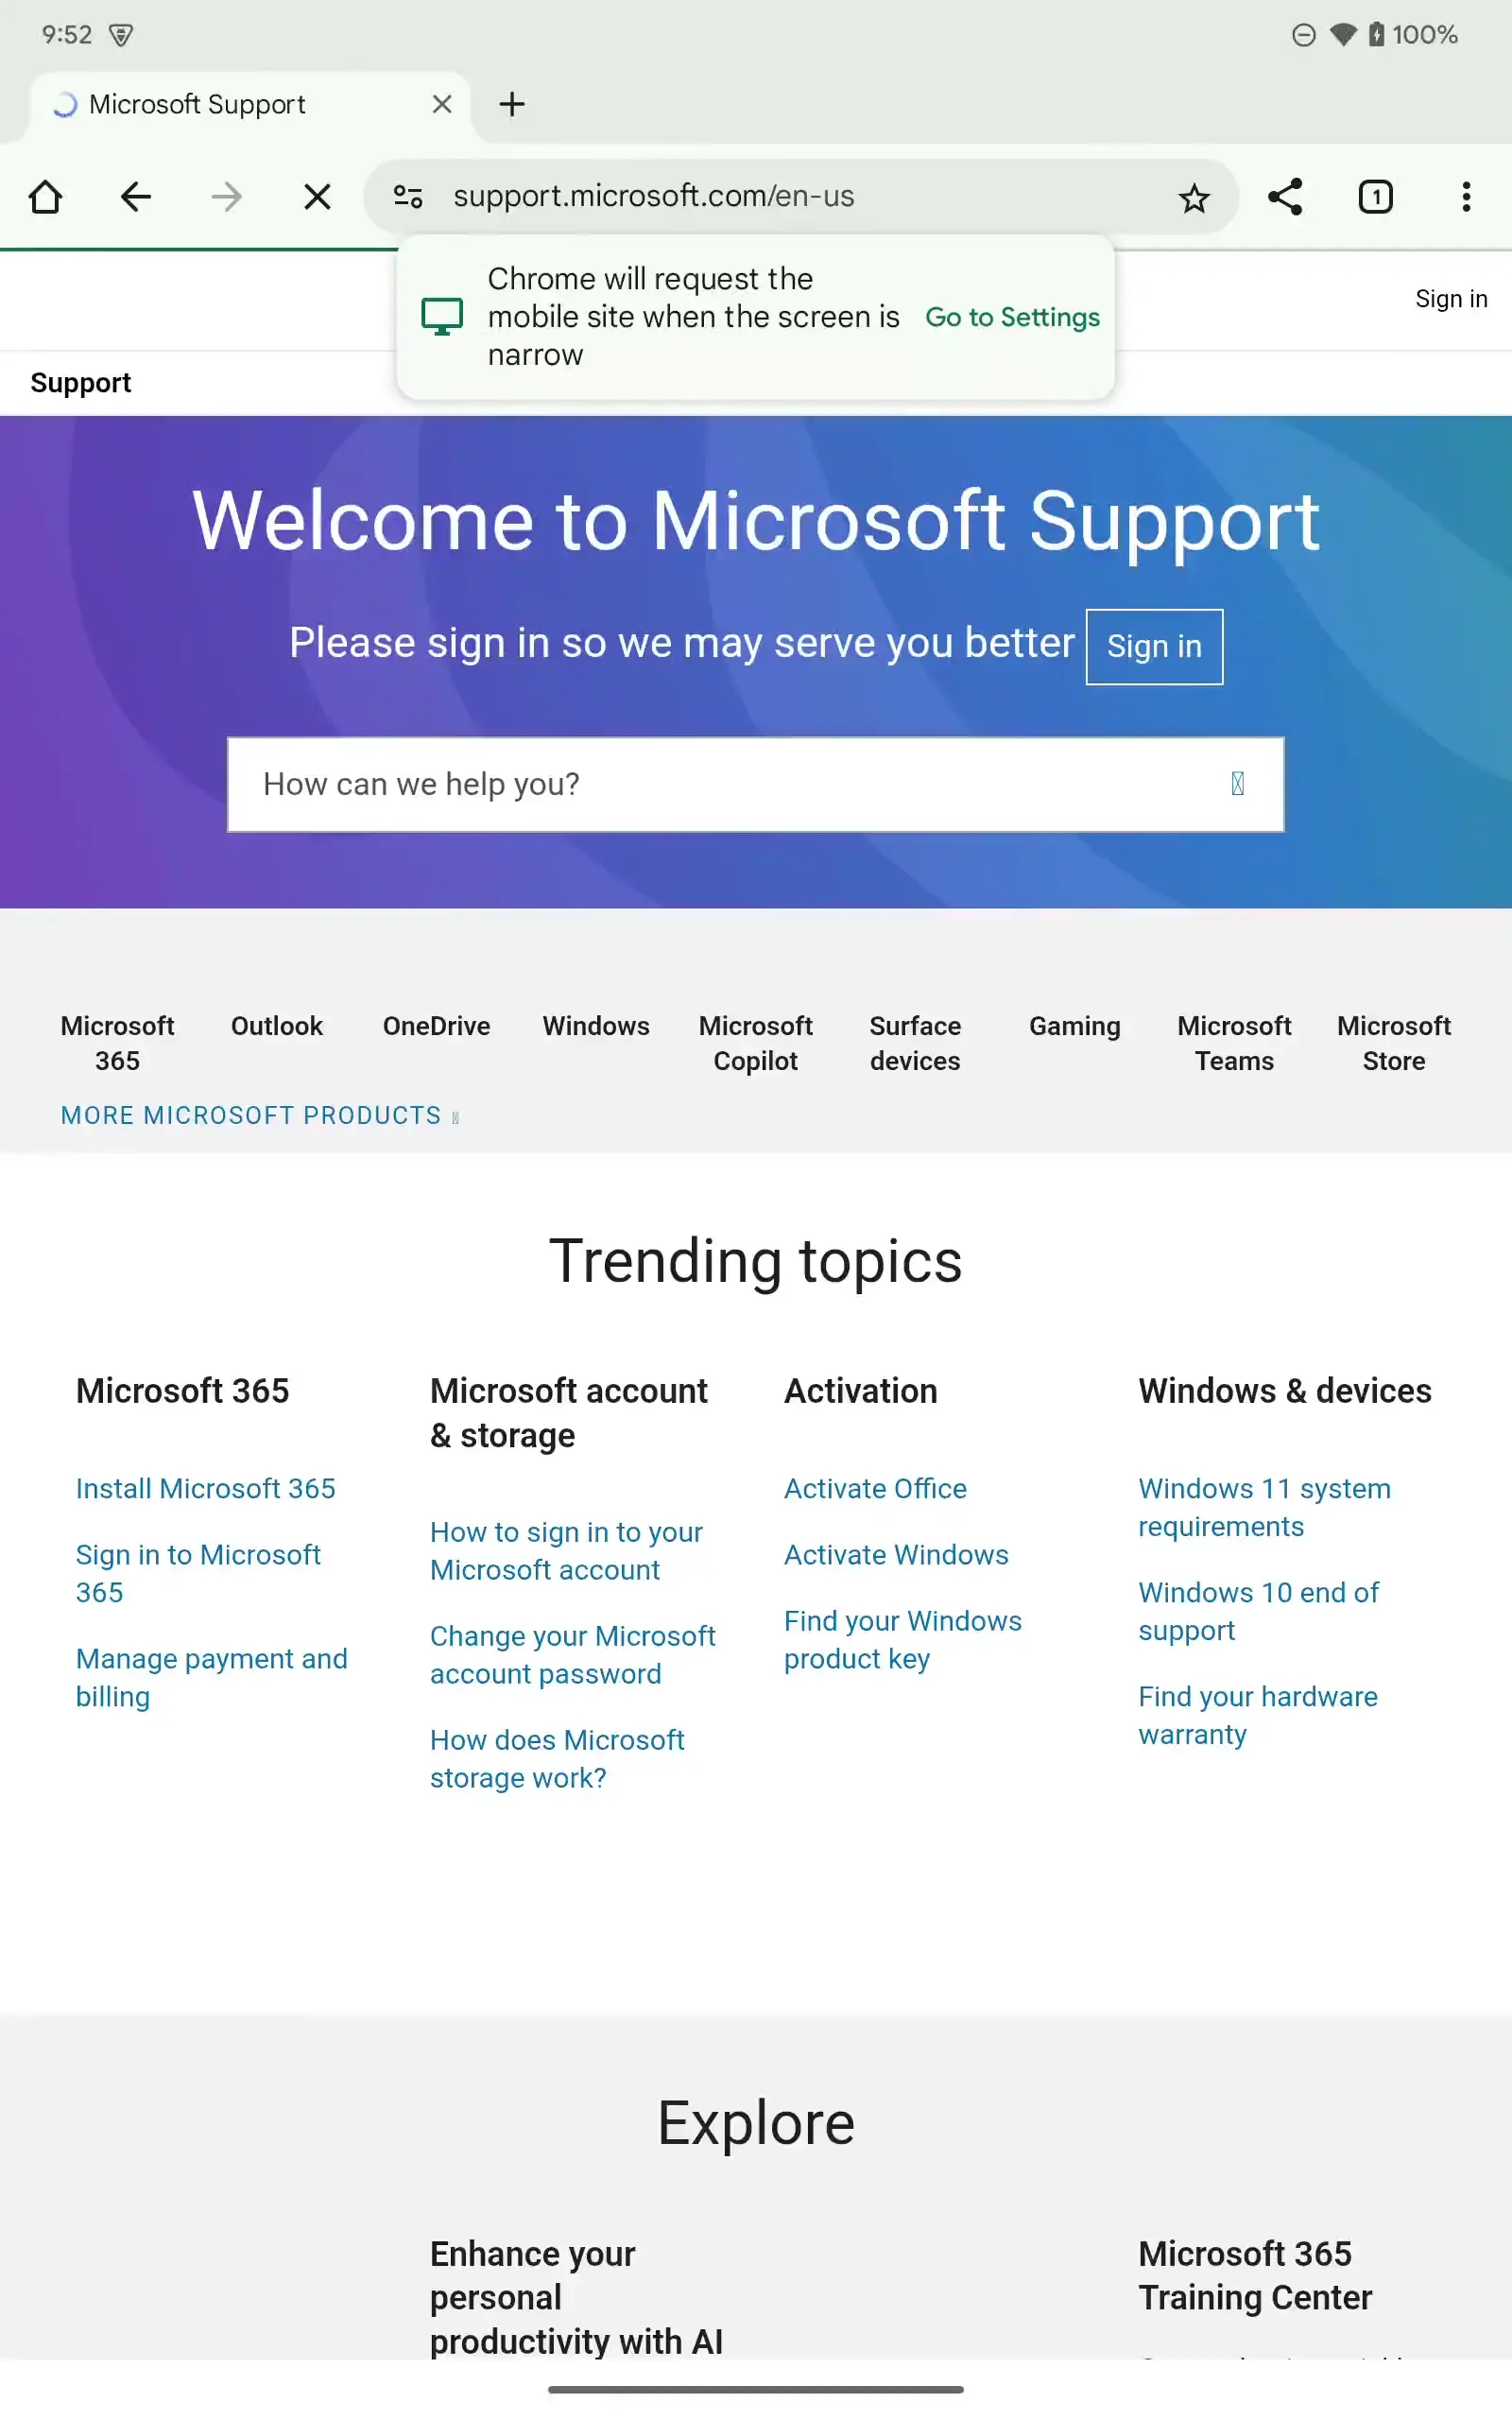 9:52
100%
Microsoft Support
support.microsoft.com/en-us
1
Chrome will request the
mobile site when the screen is
narrow
Go to Settings
Sign in
Support
Welcome to Microsoft Support
Please sign in so we may serve you better
Sign in
How can we help you?
Microsoft
365
Outlook
OneDrive
Windows
Microsoft
Copilot
Surface
devices
Gaming
Microsoft
Teams
Microsoft
Store
MORE MICROSOFT PRODUCTS
Trending topics
Microsoft 365
Install Microsoft 365
Sign in to Microsoft
365
Manage payment and
billing
Microsoft account
& storage
How to sign in to your
Microsoft account
Change your Microsoft
account password
How does Microsoft
storage work?
Activation
Activate Office
Activate Windows
Find your Windows
product key
Windows & devices
Windows 11 system
requirements
Windows 10 end of
support
Find your hardware
warranty
Explore
Enhance your
personal
productivity with AI
Microsoft 365
Training Center